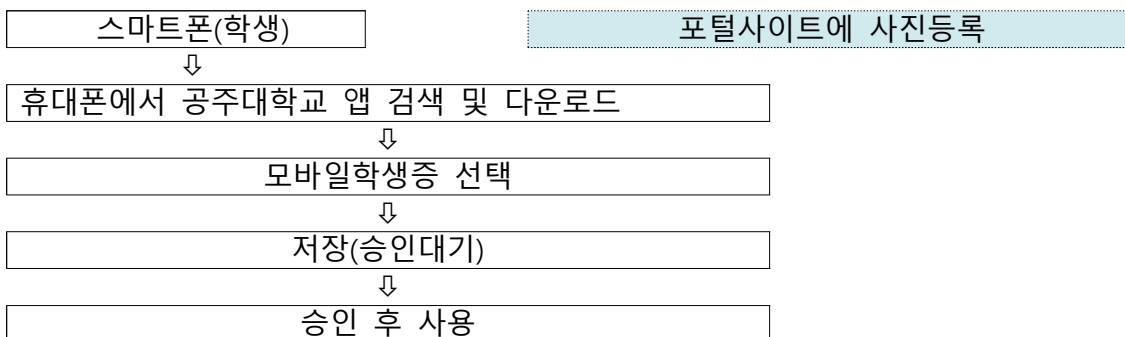 스마트폰(학생)
포털사이트에 사진등록
⇩
휴대폰에서 공주대학교 앱 검색 및 다운로드
⇩
모바일학생증 선택
⇩
저장(승인대기)
⇩
승인 후 사용